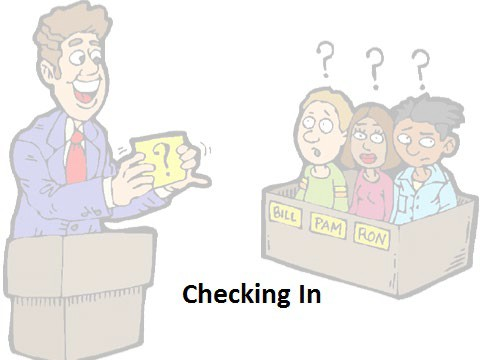 ?
? ? ?
BILL PAM RON
Checking In